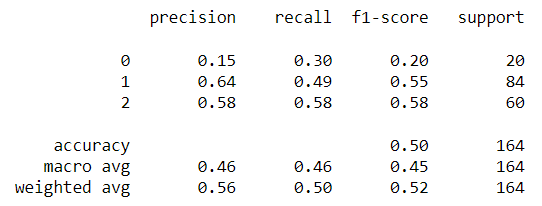 precision recall f1-score support
0 0.15 0.30 0.20 20
1 0.64 0.49 0.55 84
2 0.58 0.58 0.58 60
accuracy 0.50 164
macro avg 0.46 0.46 0.45 164
weighted avg 0.56 0.50 0.52 164